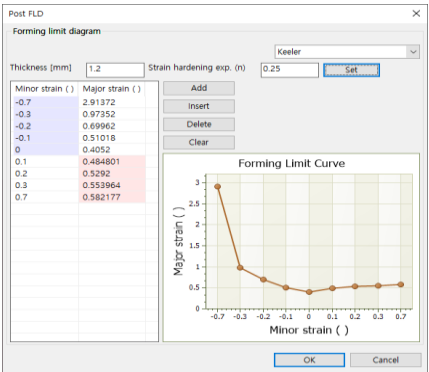 Post FLD
Forming limit diagram
Keeler
Thickness [mm] 1.2 Strain hardening exp. (n) 0.25 Set
Minor strain ( ) Major strain ( )
-0.7 2.91372
-0.3 0.97352
-0.2 0.69962
-0.1 0.51018
0 0.4052
0.1 0.484801
0.2 0.5292
0.3 0.553964
0.7 0.582177
Add
Insert
Delete
Clear
Forming Limit Curve
Major strain ( )
3
2.5
2
1.5
1
0.5
0
-0.7 -0.3 -0.2 -0.1 0 0.1 0.2 0.3 0.7
Minor strain ( )
OK Cancel